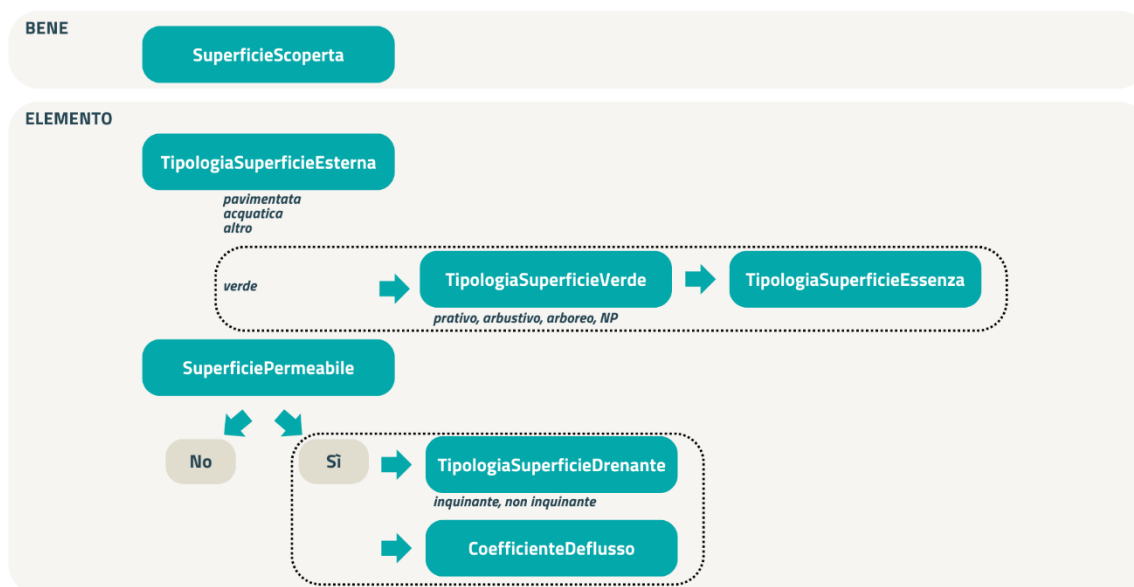 BENE
SuperficieScoperta
ELEMENTO
TipologiaSuperficieEsterna
pavimentata
acquatica
altro
verde
TipologiaSuperficieVerde
TipologiaSuperficieEssenza
prativo, arbustivo, arboreo, NP
SuperficiePermeabile
No
Sì
TipologiaSuperficieDrenante
inquinante, non inquinante
CoefficienteDeflusso